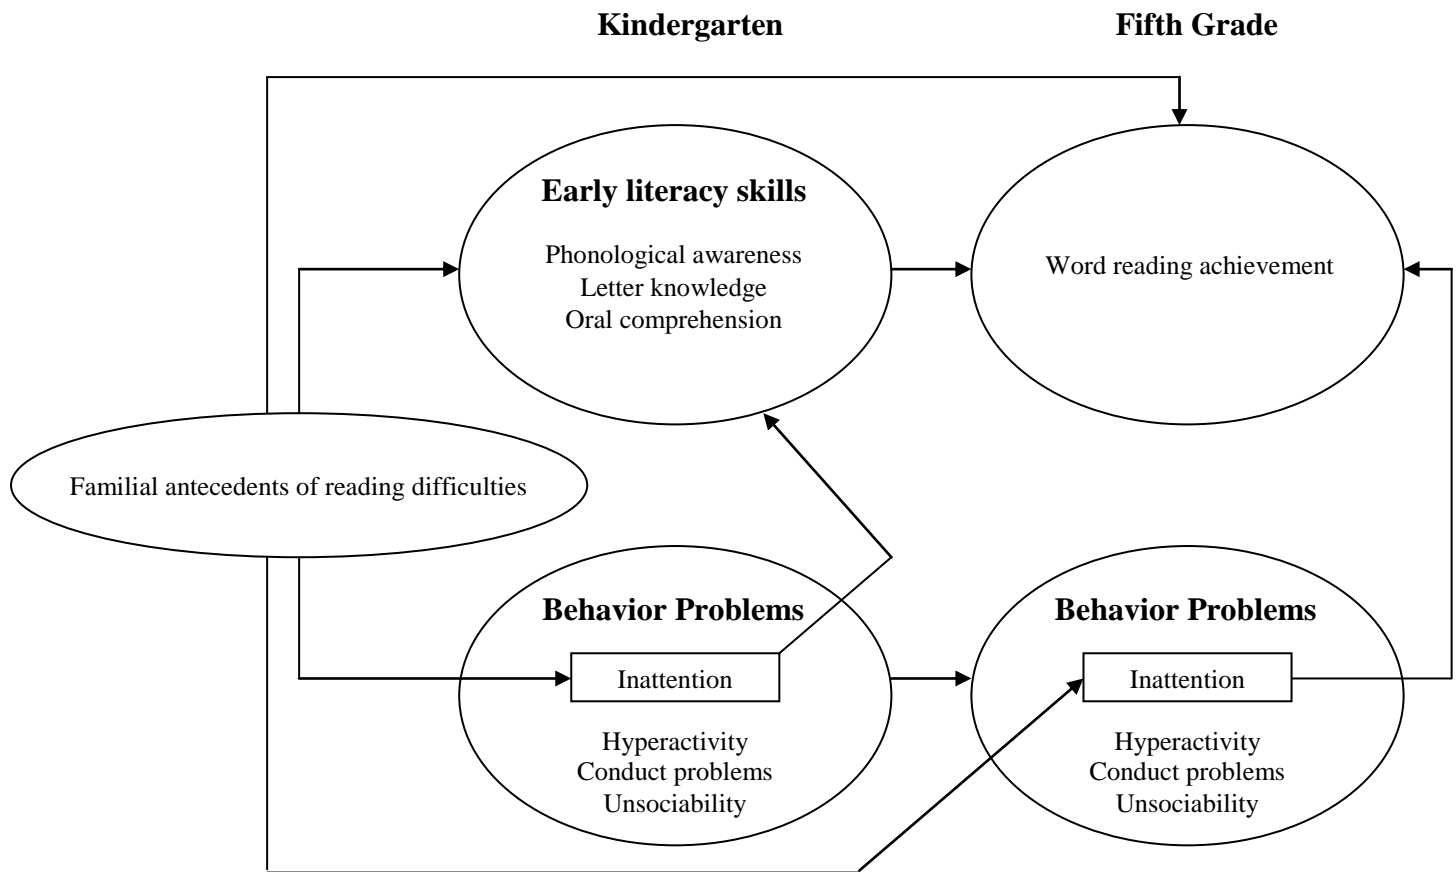 Kindergarten
Fifth Grade
Early literacy skills
Phonological awareness
Letter knowledge
Oral comprehension
Word reading achievement
Familial antecedents of reading difficulties
Behavior Problems
Inattention
Hyperactivity
Conduct problems
Unsociability
Behavior Problems
Inattention
Hyperactivity
Conduct problems
Unsociability